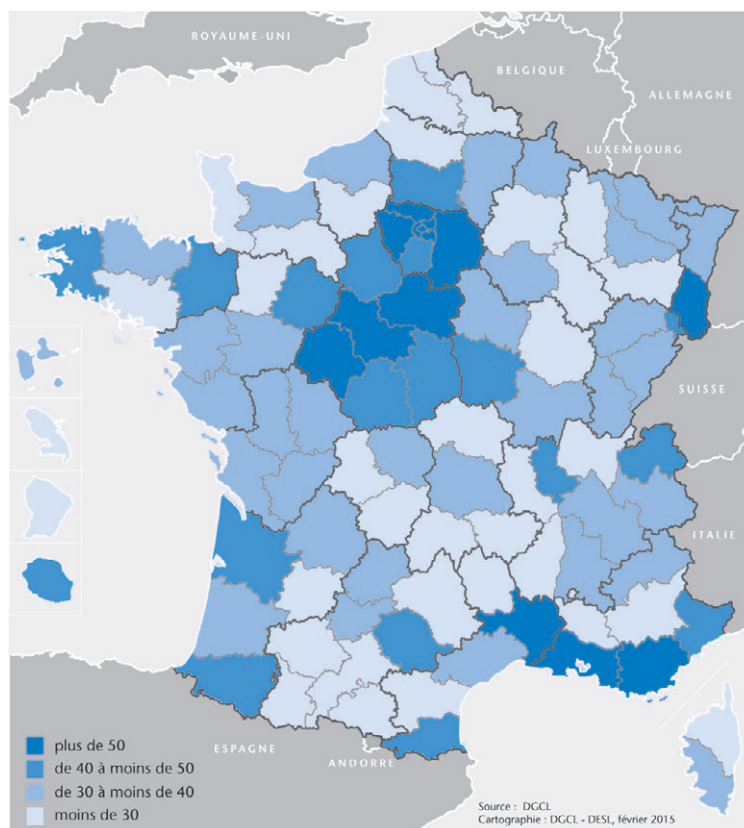 ROYAUME-UNI
BELGIQUE
ALLEMAGNE
LUXEMBOURG
SUISSE
ITALIE
plus de 50
de 40 à moins de 50
de 30 à moins de 40
moins de 30
ESPAGNE
ANDORRE
Source : DGCL
Cartographie : DGCL - DESL, février 2015